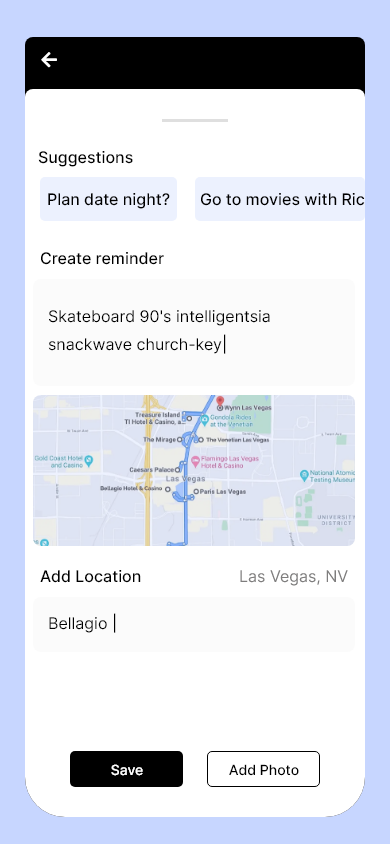 Suggestions
Plan date night?
Go to movies with Ric
Create reminder
Skateboard 90's intelligentsia
snackwave church-key
Wynn Las Vegas
Treasure Island
TI Hotel & Casino, a...
Gondola Rides
at the Venetian
The Mirage
The Venetian Las Vegas
Gold Coast Hotel
and Casino
Flamingo Las Vegas
Hotel & Casino
Caesars Palace
National Atomic
Testing Museum
Las Vegas
Bellagio Hotel & Casino
Paris Las Vegas
UNIVERSITY
DISTRICT
Add Location
Las Vegas, NV
Bellagio
Save
Add Photo